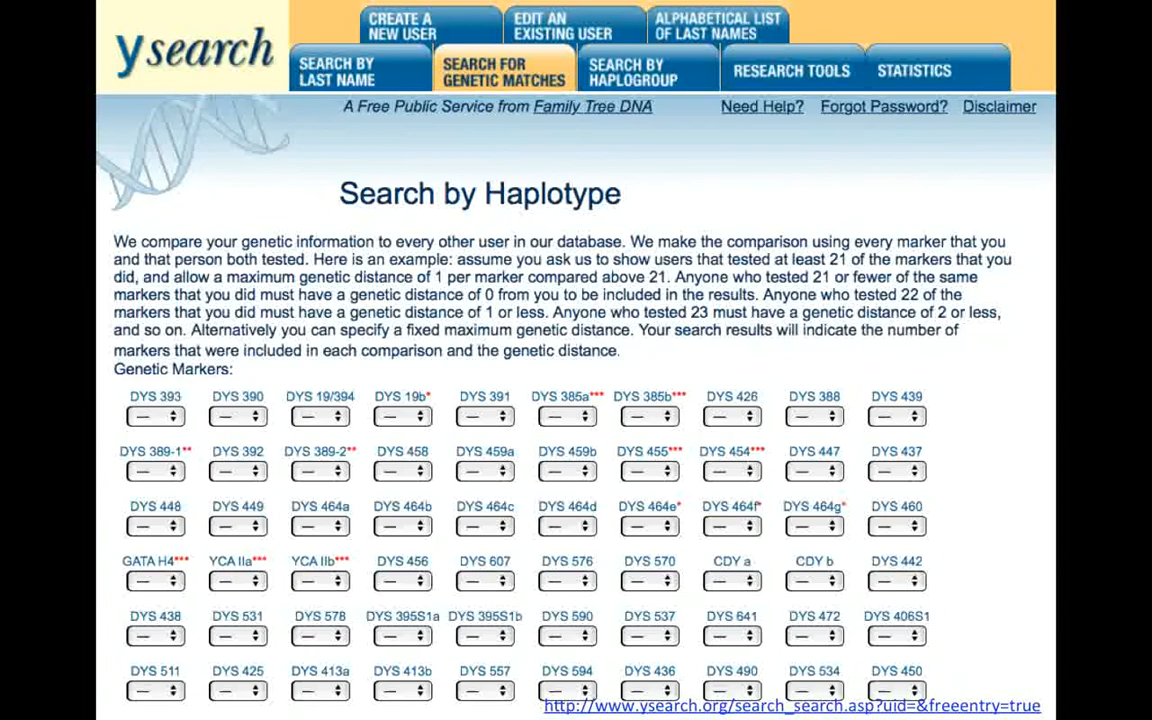 ysearch
CREATE A
NEW USER
EDIT AN
EXISTING USER
ALPHABETICAL LIST
OF LAST NAMES
SEARCH BY
LAST NAME
SEARCH FOR
GENETIC MATCHES
SEARCH BY
HAPLOGROUP
RESEARCH TOOLS
STATISTICS
A Free Public Service from Family Tree DNA
Need Help? Forgot Password? Disclaimer
Search by Haplotype
We compare your genetic information to every other user in our database. We make the comparison using every marker that you
and that person both tested. Here is an example: assume you ask us to show users that tested at least 21 of the markers that you
did, and allow a maximum genetic distance of 1 per marker compared above 21. Anyone who tested 21 or fewer of the same
markers that you did must have a genetic distance of 0 from you to be included in the results. Anyone who tested 22 of the
markers that you did must have a genetic distance of 1 or less. Anyone who tested 23 must have a genetic distance of 2 or less,
and so on. Alternatively you can specify a fixed maximum genetic distance. Your search results will indicate the number of
markers that were included in each comparison and the genetic distance.
Genetic Markers:
DYS 393 DYS 390 DYS 19/394 DYS 19b* DYS 391 DYS 385a*** DYS 385b*** DYS 426 DYS 388 DYS 439
— — — — — — — — — —
DYS 389-1** DYS 392 DYS 389-2** DYS 458 DYS 459a DYS 459b DYS 455*** DYS 454*** DYS 447 DYS 437
— — — — — — — — — —
DYS 448 DYS 449 DYS 464a DYS 464b DYS 464c DYS 464d DYS 464e* DYS 464f* DYS 464g* DYS 460
— — — — — — — — — —
GATA H4*** YCA IIa*** YCA IIb*** DYS 456 DYS 607 DYS 576 DYS 570 CDY a CDY b DYS 442
— — — — — — — — — —
DYS 438 DYS 531 DYS 578 DYS 395S1a DYS 395S1b DYS 590 DYS 537 DYS 641 DYS 472 DYS 406S1
— — — — — — — — — —
DYS 511 DYS 425 DYS 413a DYS 413b DYS 557 DYS 594 DYS 436 DYS 490 DYS 534 DYS 450
— — — — — — — — — —
http://www.ysearch.org/search_search.asp?uid=&freeentry=true